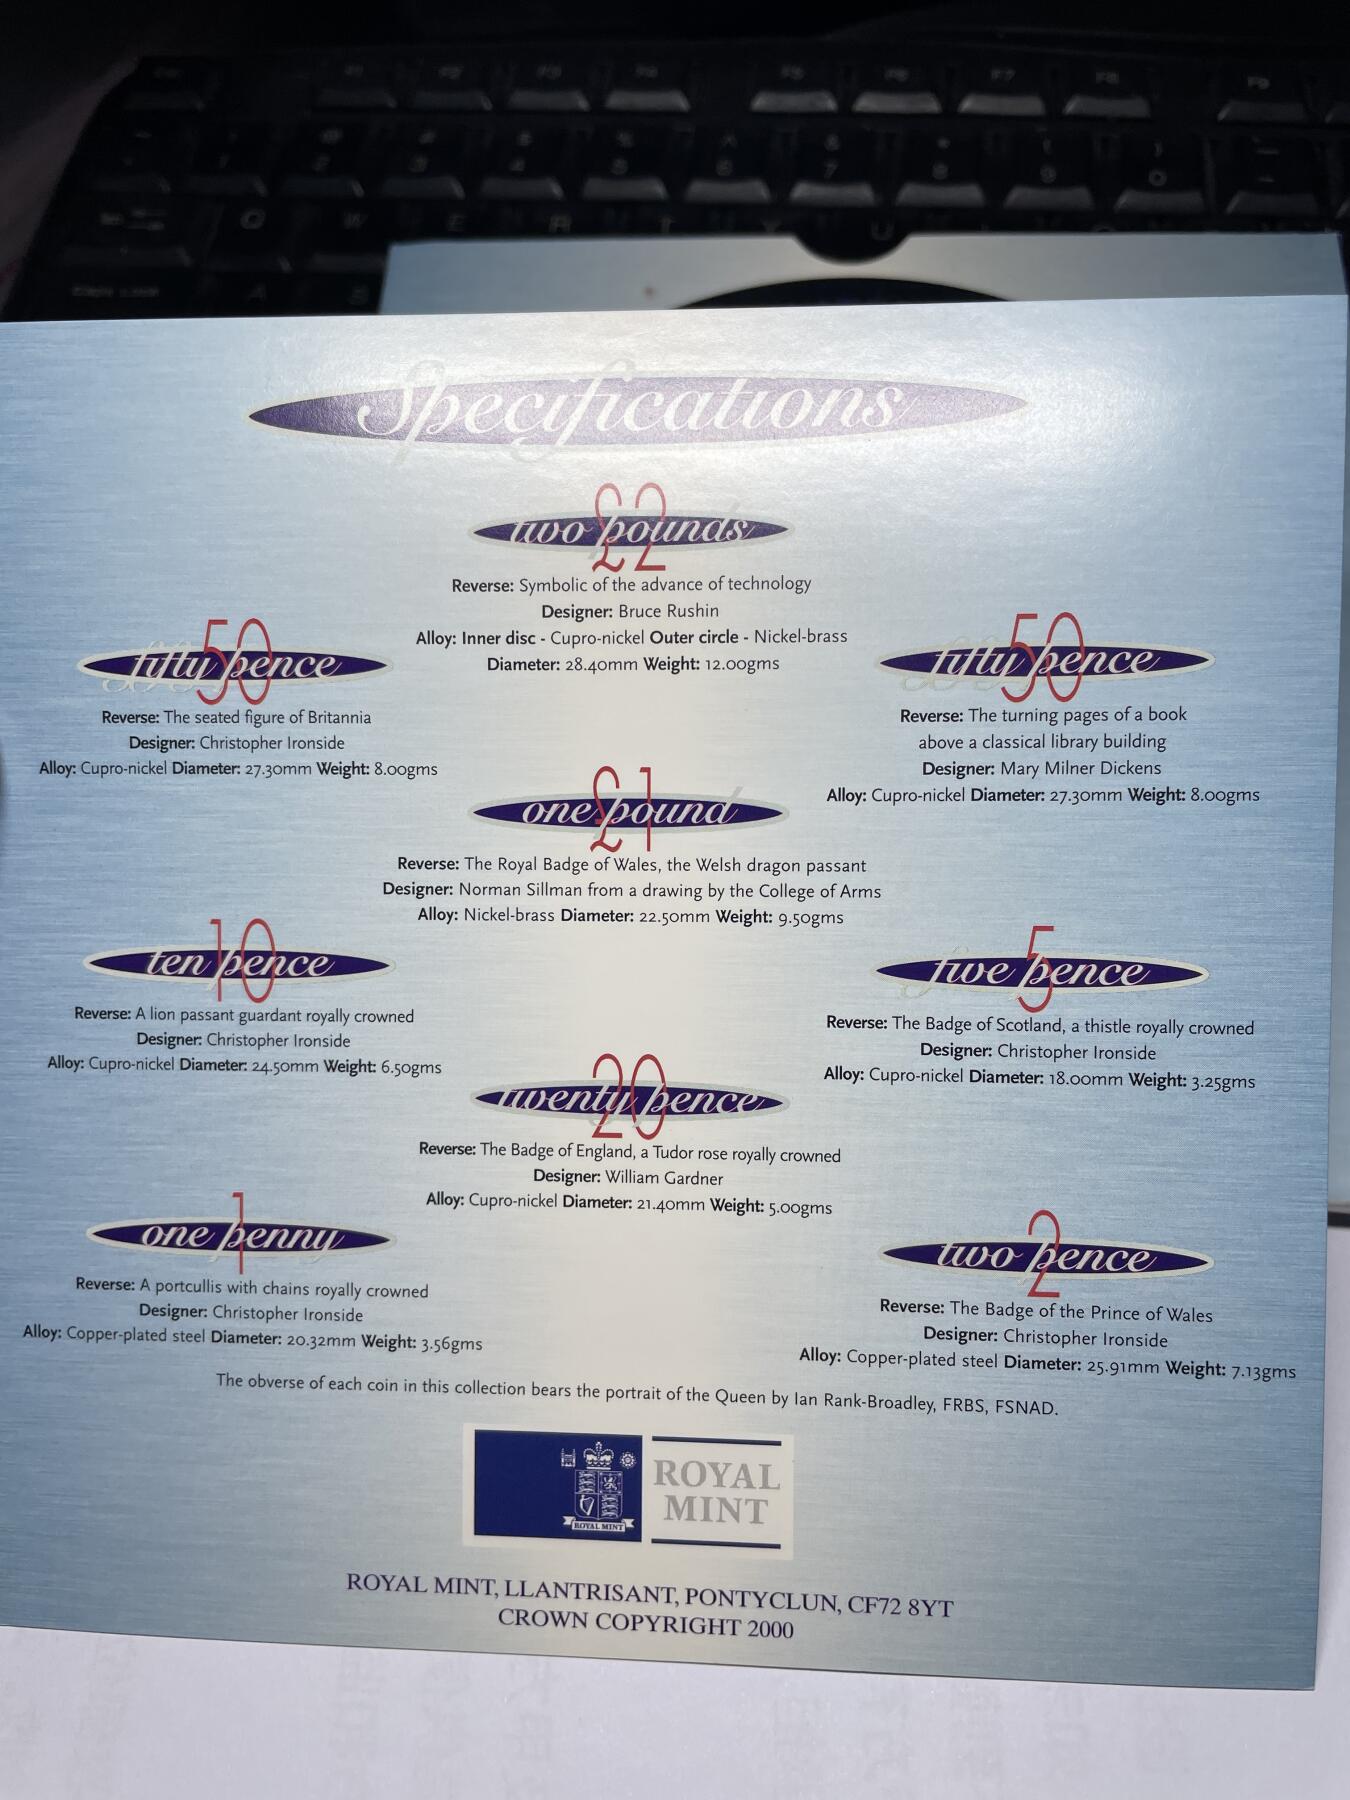 Specifications
£2
two pounds
Reverse: Symbolic of the advance of technology
Designer: Bruce Rushin
Alloy: Inner disc - Cupro-nickel Outer circle - Nickel-brass
Diameter: 28.40mm Weight: 12.00gms
50
fifty pence
Reverse: The seated figure of Britannia
Designer: Christopher Ironside
Alloy: Cupro-nickel Diameter: 27.30mm Weight: 8.00gms
50
fifty pence
Reverse: The turning pages of a book
above a classical library building
Designer: Mary Milner Dickens
Alloy: Cupro-nickel Diameter: 27.30mm Weight: 8.00gms
£1
one pound
Reverse: The Royal Badge of Wales, the Welsh dragon passant
Designer: Norman Sillman from a drawing by the College of Arms
Alloy: Nickel-brass Diameter: 22.50mm Weight: 9.50gms
10
ten pence
Reverse: A lion passant guardant royally crowned
Designer: Christopher Ironside
Alloy: Cupro-nickel Diameter: 24.50mm Weight: 6.50gms
5
five pence
Reverse: The Badge of Scotland, a thistle royally crowned
Designer: Christopher Ironside
Alloy: Cupro-nickel Diameter: 18.00mm Weight: 3.25gms
20
twenty pence
Reverse: The Badge of England, a Tudor rose royally crowned
Designer: William Gardner
Alloy: Cupro-nickel Diameter: 21.40mm Weight: 5.00gms
1
one penny
Reverse: A portcullis with chains royally crowned
Designer: Christopher Ironside
Alloy: Copper-plated steel Diameter: 20.32mm Weight: 3.56gms
2
two pence
Reverse: The Badge of the Prince of Wales
Designer: Christopher Ironside
Alloy: Copper-plated steel Diameter: 25.91mm Weight: 7.13gms
The obverse of each coin in this collection bears the portrait of the Queen by Ian Rank-Broadley, FRBS, FSNAD.
ROYAL MINT
ROYAL
MINT
ROYAL MINT, LLANTRISANT, PONTYCLUN, CF72 8YT
CROWN COPYRIGHT 2000